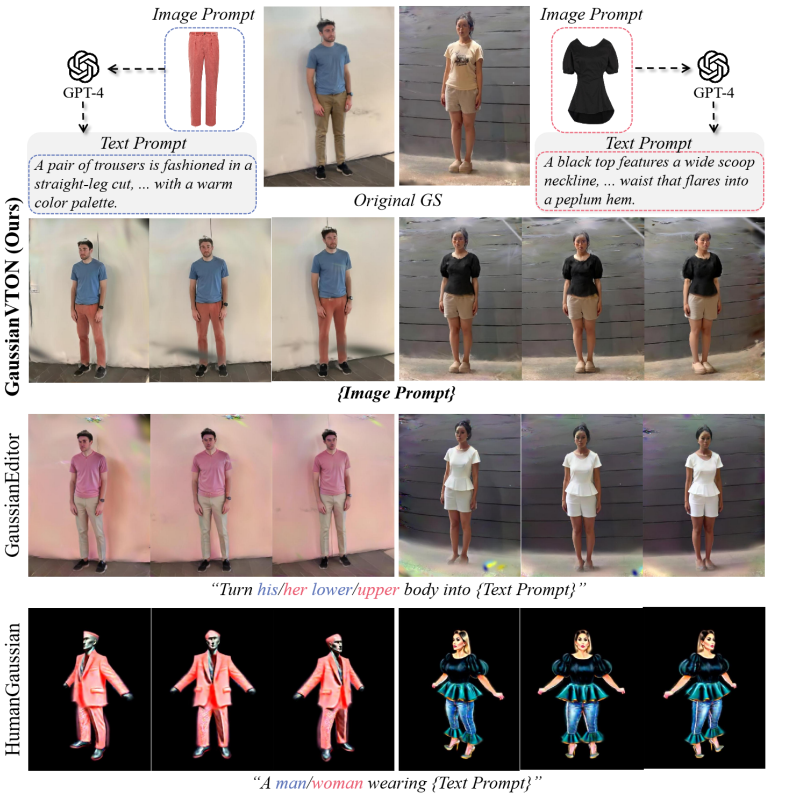 Image Prompt
Image Prompt
GPT-4
GPT-4
Text Prompt
A pair of trousers is fashioned in a
straight-leg cut, ... with a warm
color palette.
Text Prompt
A black top features a wide scoop
neckline, ... waist that flares into
a peplum hem.
Original GS
GaussianVTON (Ours)
{Image Prompt}
GaussianEditor
“Turn his/her lower/upper body into {Text Prompt}”
HumanGaussian
“A man/woman wearing {Text Prompt}”